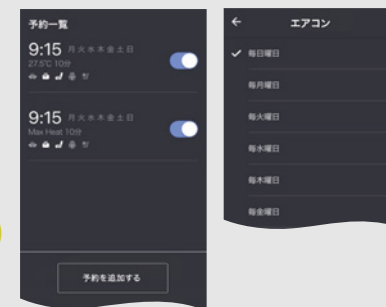 予約一覧
9:15 月火水木金土日
27.5℃ 10分
9:15 月火水木金土日
Max Heat 10分
予約を追加する
エアコン
毎日曜日
毎月曜日
毎火曜日
毎水曜日
毎木曜日
毎金曜日